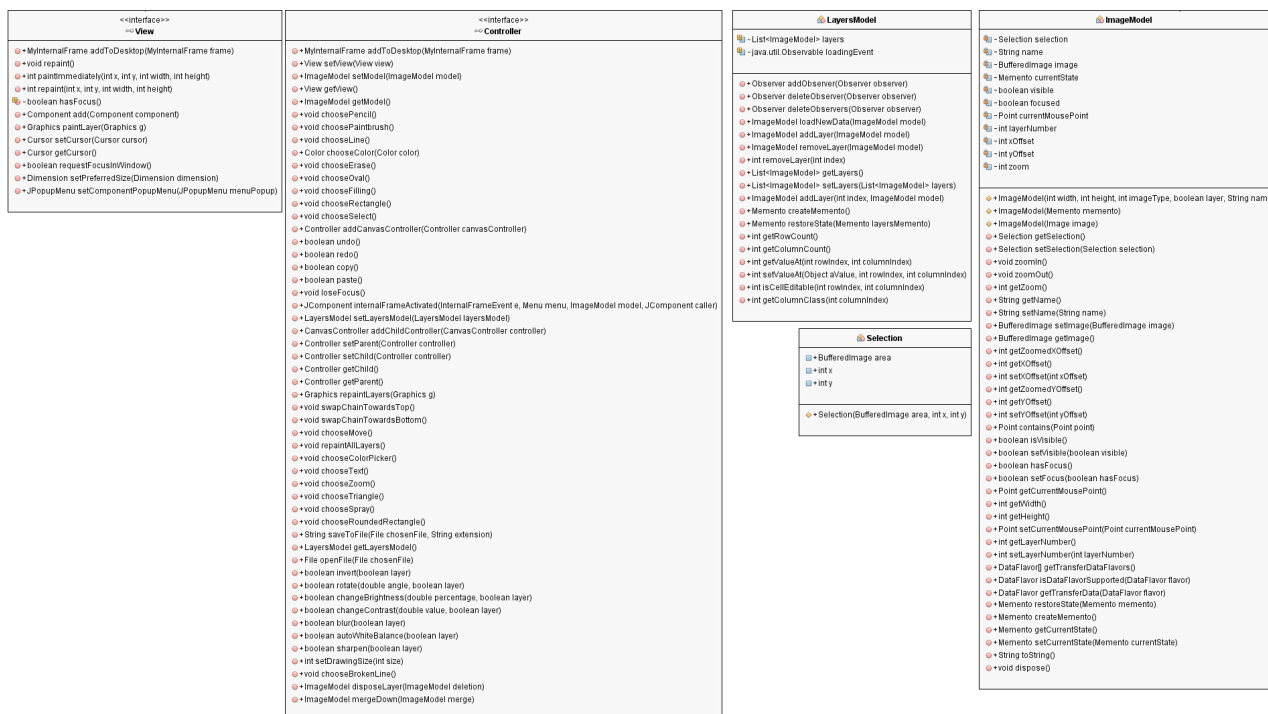 <<interface>>
View
+MyInternalFrame addToDesktop(MyInternalFrame frame)
+void repaint()
+int paintImmediately(int x, int y, int width, int height)
+int repaint(int x, int y, int width, int height)
~boolean hasFocus()
+Component add(Component component)
+Graphics paintLayer(Graphics g)
+Cursor setCursor(Cursor cursor)
+Cursor getCursor()
+boolean requestFocusInWindow()
+Dimension setPreferredSize(Dimension dimension)
+JPopupMenu setComponentPopupMenu(JPopupMenu menuPopup)
<<interface>>
Controller
+MyInternalFrame addToDesktop(MyInternalFrame frame)
+View setView(View view)
+ImageModel setModel(ImageModel model)
+View getView()
+ImageModel getModel()
+void choosePencil()
+void choosePaintbrush()
+void chooseLine()
+Color chooseColor(Color color)
+void chooseErase()
+void chooseOval()
+void chooseFilling()
+void chooseRectangle()
+void chooseSelect()
+Controller addCanvasController(Controller canvasController)
+boolean undo()
+boolean redo()
+boolean copy()
+boolean paste()
+void loseFocus()
+JComponent internalFrameActivated(InternalFrameEvent e, Menu menu, ImageModel model, JComponent caller)
+LayersModel setLayersModel(LayersModel layersModel)
+CanvasController addChildController(CanvasController controller)
+Controller setParent(Controller controller)
+Controller setChild(Controller controller)
+Controller getChild()
+Controller getParent()
+Graphics repaintLayers(Graphics g)
+void swapChainTowardsTop()
+void swapChainTowardsBottom()
+void chooseMove()
+void repaintAllLayers()
+void chooseColorPicker()
+void chooseText()
+void chooseZoom()
+void chooseTriangle()
+void chooseSpray()
+void chooseRoundedRectangle()
+String saveToFile(File chosenFile, String extension)
+LayersModel getLayersModel()
+File openFile(File chosenFile)
+boolean invert(boolean layer)
+boolean rotate(double angle, boolean layer)
+boolean changeBrightness(double percentage, boolean layer)
+boolean changeContrast(double value, boolean layer)
+boolean blur(boolean layer)
+boolean autoWhiteBalance(boolean layer)
+boolean sharpen(boolean layer)
+int setDrawingSize(int size)
+void chooseBrokenLine()
+ImageModel disposeLayer(ImageModel deletion)
+ImageModel mergeDown(ImageModel merge)
LayersModel
~List<ImageModel> layers
~java.util.Observable loadingEvent
+Observer addObserver(Observer observer)
+Observer deleteObserver(Observer observer)
+Observer deleteObservers(Observer observer)
+ImageModel loadNewData(ImageModel model)
+ImageModel addLayer(ImageModel model)
+ImageModel removeLayer(ImageModel model)
+int removeLayer(int index)
+List<ImageModel> getLayers()
+List<ImageModel> setLayers(List<ImageModel> layers)
+ImageModel addLayer(int index, ImageModel model)
+Memento createMemento()
+Memento restoreState(Memento layersMemento)
+int getRowCount()
+int getColumnCount()
+int getValueAt(int rowIndex, int columnIndex)
+int setValueAt(Object aValue, int rowIndex, int columnIndex)
+int isCellEditable(int rowIndex, int columnIndex)
+int getColumnClass(int columnIndex)
Selection
+BufferedImage area
+int x
+int y
+Selection(BufferedImage area, int x, int y)
ImageModel
-Selection selection
-String name
-BufferedImage image
-Memento currentState
-boolean visible
-boolean focused
-Point currentMousePoint
-int layerNumber
-int xOffset
-int yOffset
-int zoom
+ImageModel(int width, int height, int imageType, boolean layer, String nam
+ImageModel(Memento memento)
+ImageModel(Image image)
+Selection getSelection()
+Selection setSelection(Selection selection)
+void zoomIn()
+void zoomOut()
+int getZoom()
+String getName()
+String setName(String name)
+BufferedImage setImage(BufferedImage image)
+BufferedImage getImage()
+int getZoomedXOffset()
+int getXOffset()
+int setXOffset(int xOffset)
+int getZoomedYOffset()
+int getYOffset()
+int setYOffset(int yOffset)
+Point contains(Point point)
+boolean isVisible()
+boolean setVisible(boolean visible)
+boolean hasFocus()
+boolean setFocus(boolean hasFocus)
+Point getCurrentMousePoint()
+int getWidth()
+int getHeight()
+Point setCurrentMousePoint(Point currentMousePoint)
+int getLayerNumber()
+int setLayerNumber(int layerNumber)
+DataFlavor[] getTransferDataFlavors()
+DataFlavor isDataFlavorSupported(DataFlavor flavor)
+DataFlavor getTransferData(DataFlavor flavor)
+Memento restoreState(Memento memento)
+Memento createMemento()
+Memento getCurrentState()
+Memento setCurrentState(Memento currentState)
+String toString()
+void dispose()